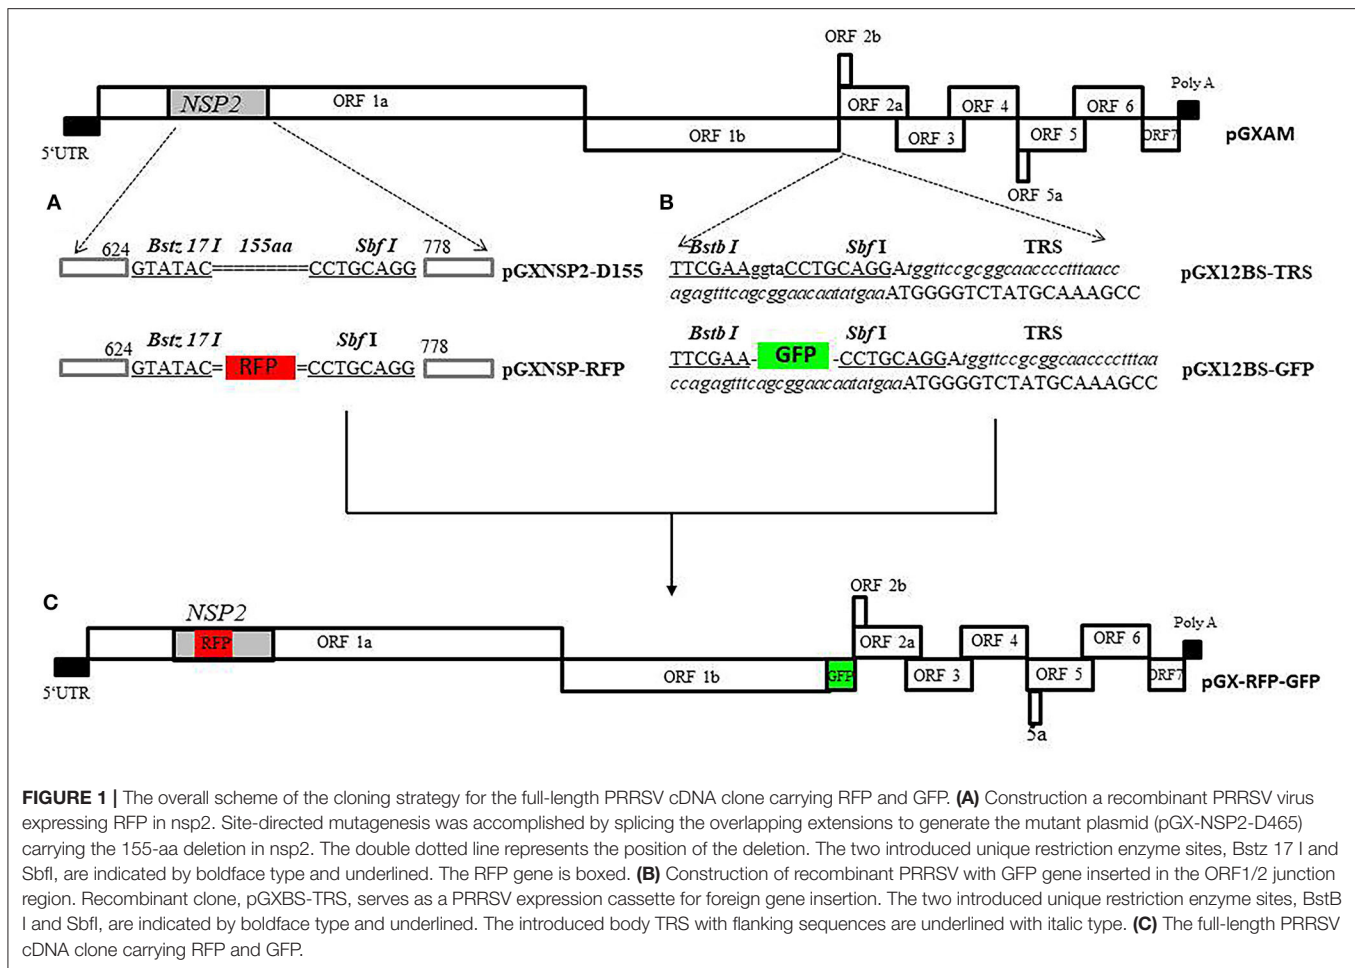 ORF 2b
NSP2
ORF 1a
ORF 2a
ORF 4
ORF 6
Poly A
5'UTR
ORF 1b
ORF 3
ORF 5
ORF7
pGXAM
ORF 5a
A
624
Bstz 17 I
155aa
Sbf I
778
GTATAC=========CCTGCAGG
pGXNSP2-D155
Bstz 17 I
Sbf I
624
778
GTATAC=
RFP
=CCTGCAGG
pGXNSP-RFP
B
Bstb I
Sbf I
TRS
TTCGAAggtaCCTGCAGGAtggttccgcggcaacccctttaacc
agagtttcagcggaacaatatgaaATGGGGTCTATGCAAAGCC
pGX12BS-TRS
Bstb I
Sbf I
TRS
TTCGAA-
GFP
-CCTGCAGGAtggttccgcggcaacccctttaa
ccagagtttcagcggaacaatatgaaATGGGGTCTATGCAAAGCC
pGX12BS-GFP
C
ORF 2b
NSP2
RFP
ORF 1a
ORF 2a
ORF 4
ORF 6
Poly A
5'UTR
ORF 1b
GFP
ORF 3
ORF 5
ORF7
pGX-RFP-GFP
5a
FIGURE 1 | The overall scheme of the cloning strategy for the full-length PRRSV cDNA clone carrying RFP and GFP. (A) Construction a recombinant PRRSV virus
expressing RFP in nsp2. Site-directed mutagenesis was accomplished by splicing the overlapping extensions to generate the mutant plasmid (pGX-NSP2-D465)
carrying the 155-aa deletion in nsp2. The double dotted line represents the position of the deletion. The two introduced unique restriction enzyme sites, Bstz 17 I and
SbfI, are indicated by boldface type and underlined. The RFP gene is boxed. (B) Construction of recombinant PRRSV with GFP gene inserted in the ORF1/2 junction
region. Recombinant clone, pGXBS-TRS, serves as a PRRSV expression cassette for foreign gene insertion. The two introduced unique restriction enzyme sites, BstB
I and SbfI, are indicated by boldface type and underlined. The introduced body TRS with flanking sequences are underlined with italic type. (C) The full-length PRRSV
cDNA clone carrying RFP and GFP.